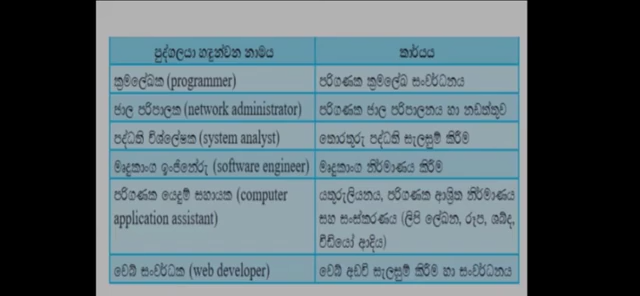 පුද්ගලයා හඳුන්වන නාමය	කාර්යය
ක්‍රමලේඛක (programmer)	පරිගණක ක්‍රමලේඛ සංවර්ධනය
ජාල පරිපාලක (network administrator)	පරිගණක ජාල පරිපාලනය හා නඩත්තුව
පද්ධති විශ්ලේෂක (system analyst)	තොරතුරු පද්ධති සැලසුම් කිරීම
මෘදුකාංග ඉංජිනේරු (software engineer)	මෘදුකාංග නිර්මාණය කිරීම
පරිගණක යෙදුම් සහායක (computer
application assistant)
යතුරුලියනය, පරිගණක ආශ්‍රිත නිර්මාණය
සහ සංස්කරණය (ලිපි ලේඛන, රූප, ශබ්ද,
වීඩියෝ ආදිය)
වෙබ් සංවර්ධක (web developer)	වෙබ් අඩවි සැලසුම් කිරීම හා සංවර්ධනය